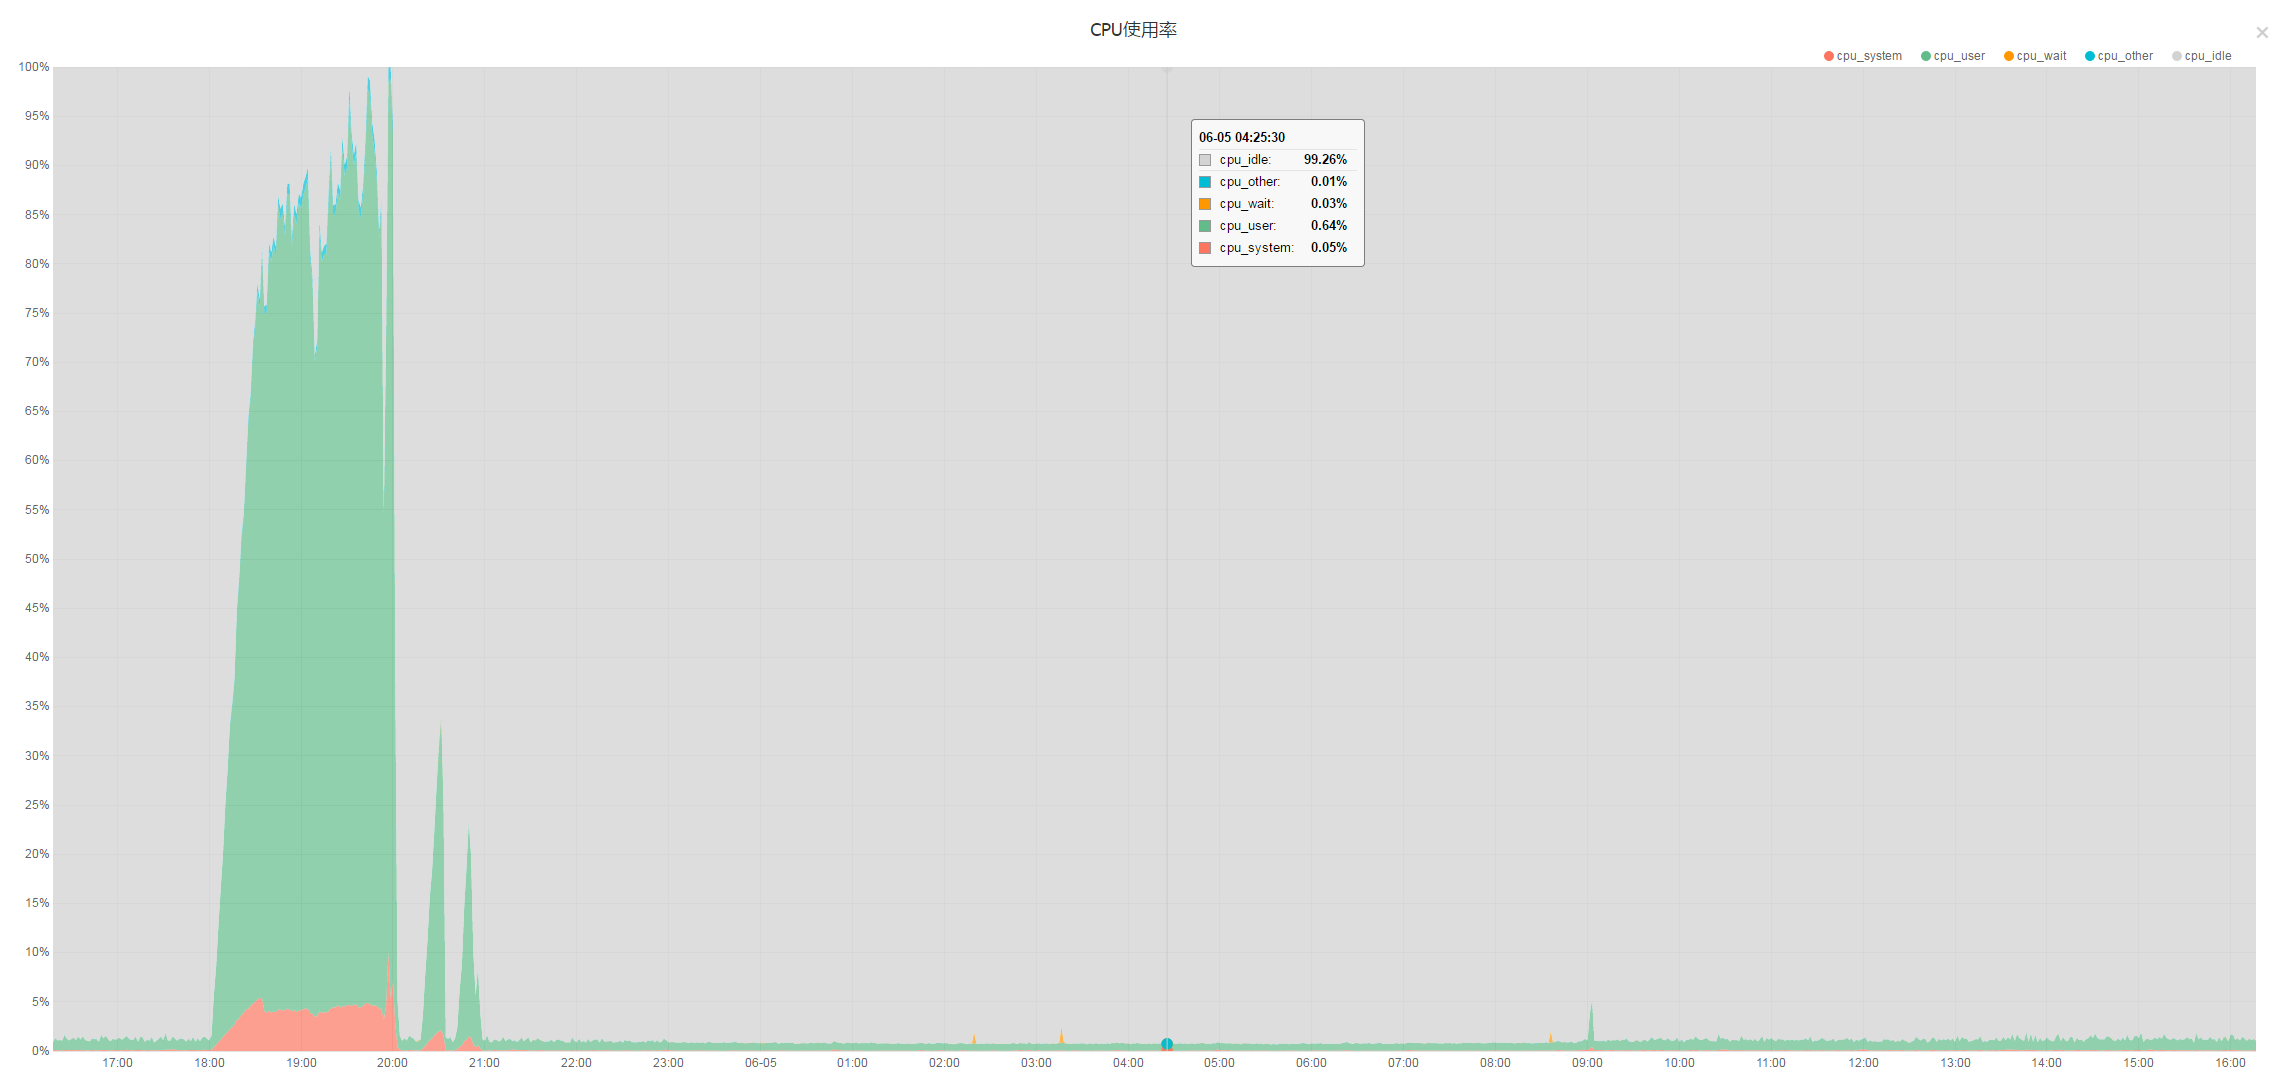 CPU使用率
×
cpu_system cpu_user cpu_wait cpu_other cpu_idle
100%
95%
90%
85%
80%
75%
70%
65%
60%
55%
50%
45%
40%
35%
30%
25%
20%
15%
10%
5%
0%
06-05 04:25:30
cpu_idle: 99.26%
cpu_other: 0.01%
cpu_wait: 0.03%
cpu_user: 0.64%
cpu_system: 0.05%
17:00 18:00 19:00 20:00 21:00 22:00 23:00 06-05 01:00 02:00 03:00 04:00 05:00 06:00 07:00 08:00 09:00 10:00 11:00 12:00 13:00 14:00 15:00 16:00